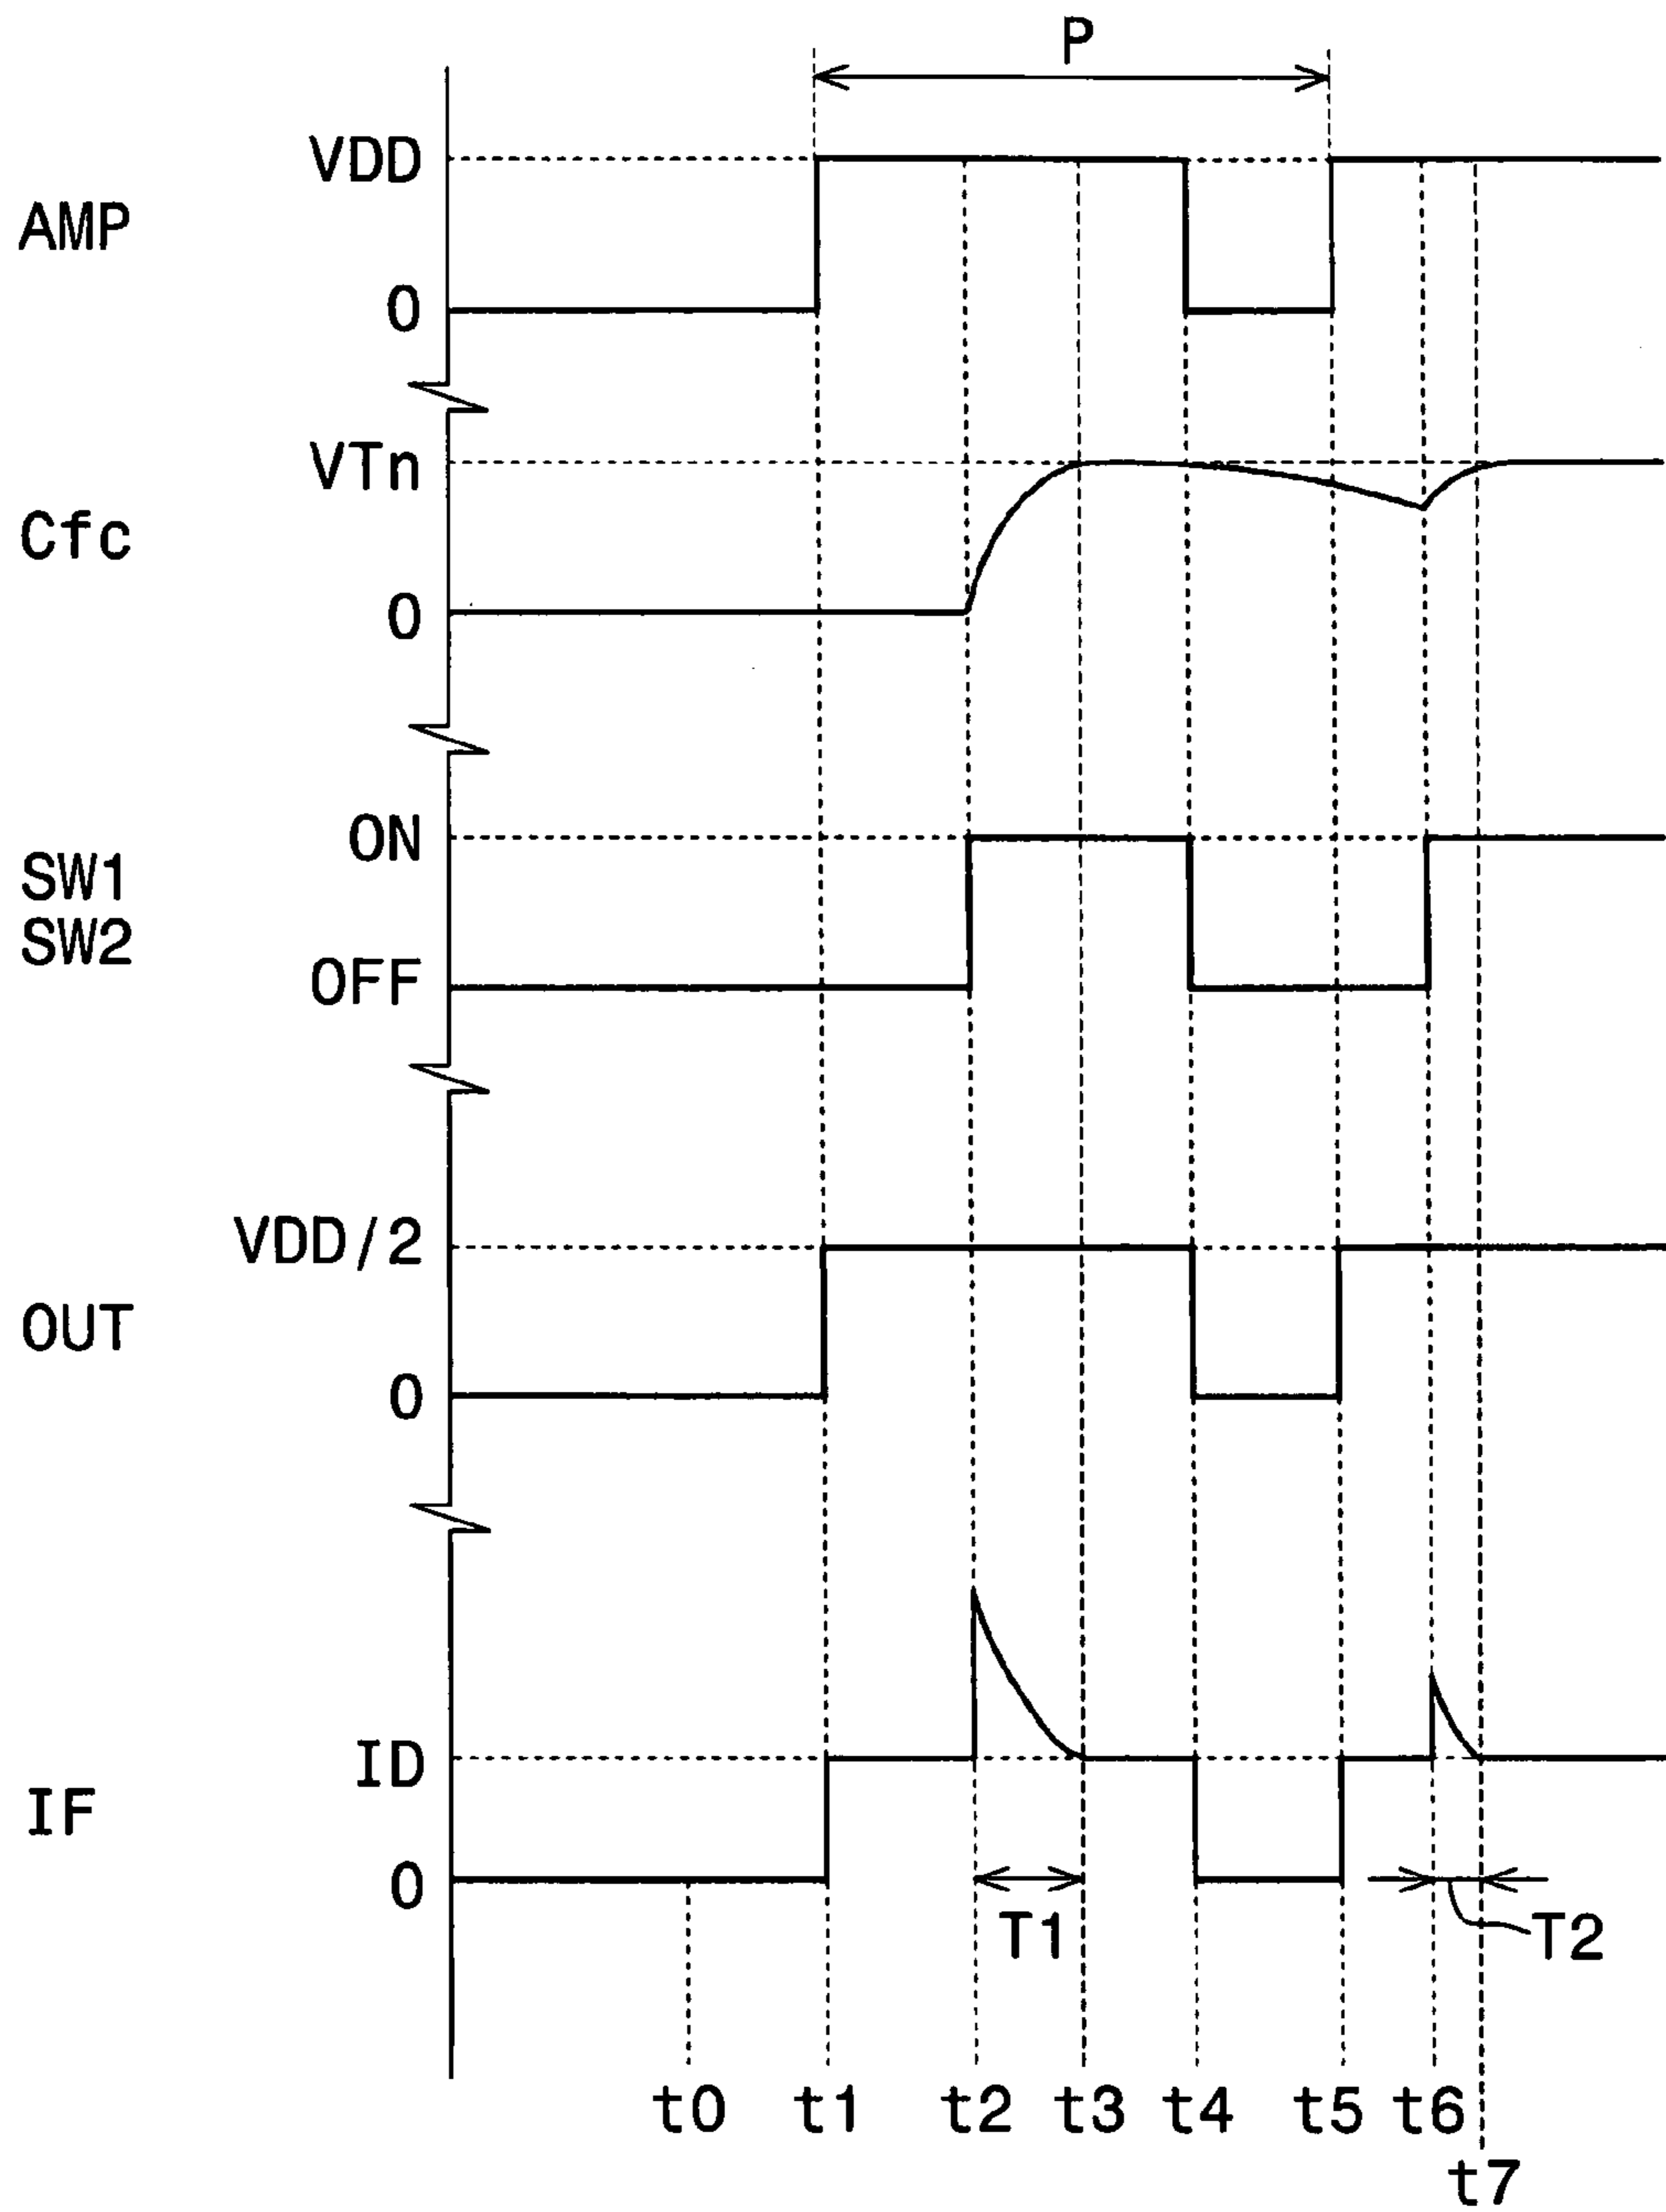 P
VDD
AMP
0
VTn
Cfc
0
ON
SW1
SW2
OFF
VDD/2
OUT
0
ID
IF
0
T1
T2
t0 t1 t2 t3 t4 t5 t6
t7